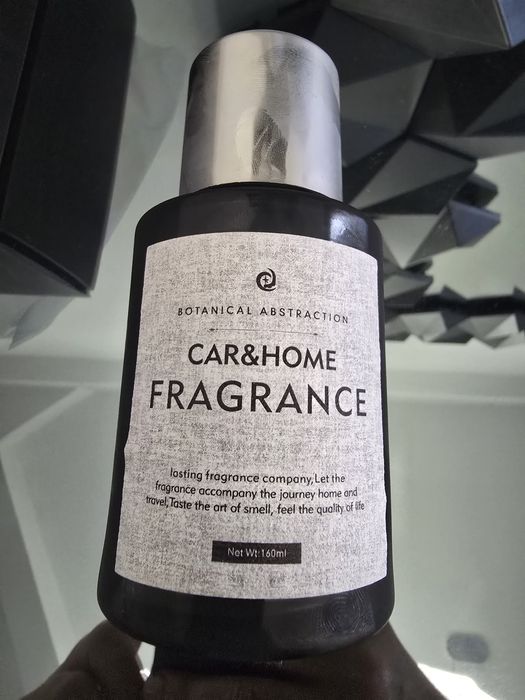 BOTANICAL ABSTRACTION
CAR&HOME
FRAGRANCE
lasting fragrance company,Let the
fragrance accompany the journey home and
travel,Taste the art of smell, feel the quality of life
Net Wt:160ml